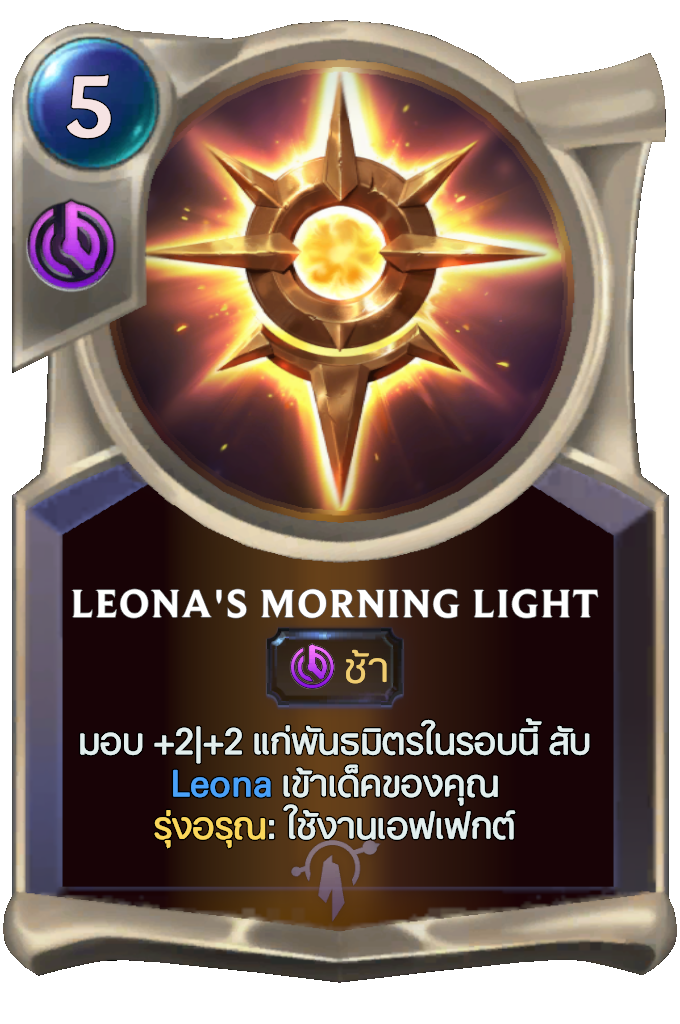 5
LEONA'S MORNING LIGHT
ช้า
มอบ +2|+2 แก่พันธมิตรในรอบนี้ สับ
Leona เข้าเด็คของคุณ
รุ่งอรุณ: ใช้งานเอฟเฟกต์